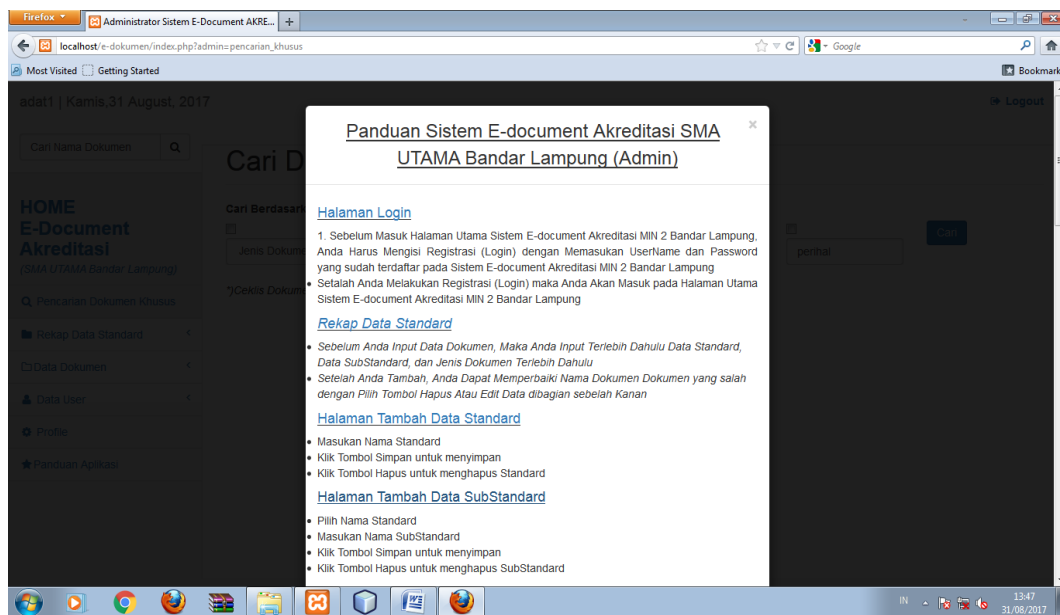 Firefox
Administrator Sistem E-Document AKRE...
localhost/e-dokumen/index.php?admin=pencarian_khusus
Google
Most Visited
Getting Started
Bookmark
adat1 | Kamis,31 August, 2017
Logout
Panduan Sistem E-document Akreditasi SMA
UTAMA Bandar Lampung (Admin)
×
Cari Nama Dokumen
Cari D
HOME
E-Document
Akreditasi
(SMA UTAMA Bandar Lampung)
Cari Berdasark
Jenis Dokume
perihal
Cari
*)Ceklis Dokum
Pencarian Dokumen Khusus
Rekap Data Standard
Data Dokumen
Data User
Profile
Panduan Aplikasi
Halaman Login
1. Sebelum Masuk Halaman Utama Sistem E-document Akreditasi MIN 2 Bandar Lampung,
Anda Harus Mengisi Registrasi (Login) dengan Memasukan UserName dan Password
yang sudah terdaftar pada Sistem E-document Akreditasi MIN 2 Bandar Lampung
• Setalah Anda Melakukan Registrasi (Login) maka Anda Akan Masuk pada Halaman Utama
Sistem E-document Akreditasi MIN 2 Bandar Lampung
Rekap Data Standard
• Sebelum Anda Input Data Dokumen, Maka Anda Input Terlebih Dahulu Data Standard,
Data SubStandard, dan Jenis Dokumen Terlebih Dahulu
• Setelah Anda Tambah, Anda Dapat Memperbaiki Nama Dokumen Dokumen yang salah
dengan Pilih Tombol Hapus Atau Edit Data dibagian sebelah Kanan
Halaman Tambah Data Standard
• Masukan Nama Standard
• Klik Tombol Simpan untuk menyimpan
• Klik Tombol Hapus untuk menghapus Standard
Halaman Tambah Data SubStandard
• Pilih Nama Standard
• Masukan Nama SubStandard
• Klik Tombol Simpan untuk menyimpan
• Klik Tombol Hapus untuk menghapus SubStandard
IN
13:47
31/08/2017